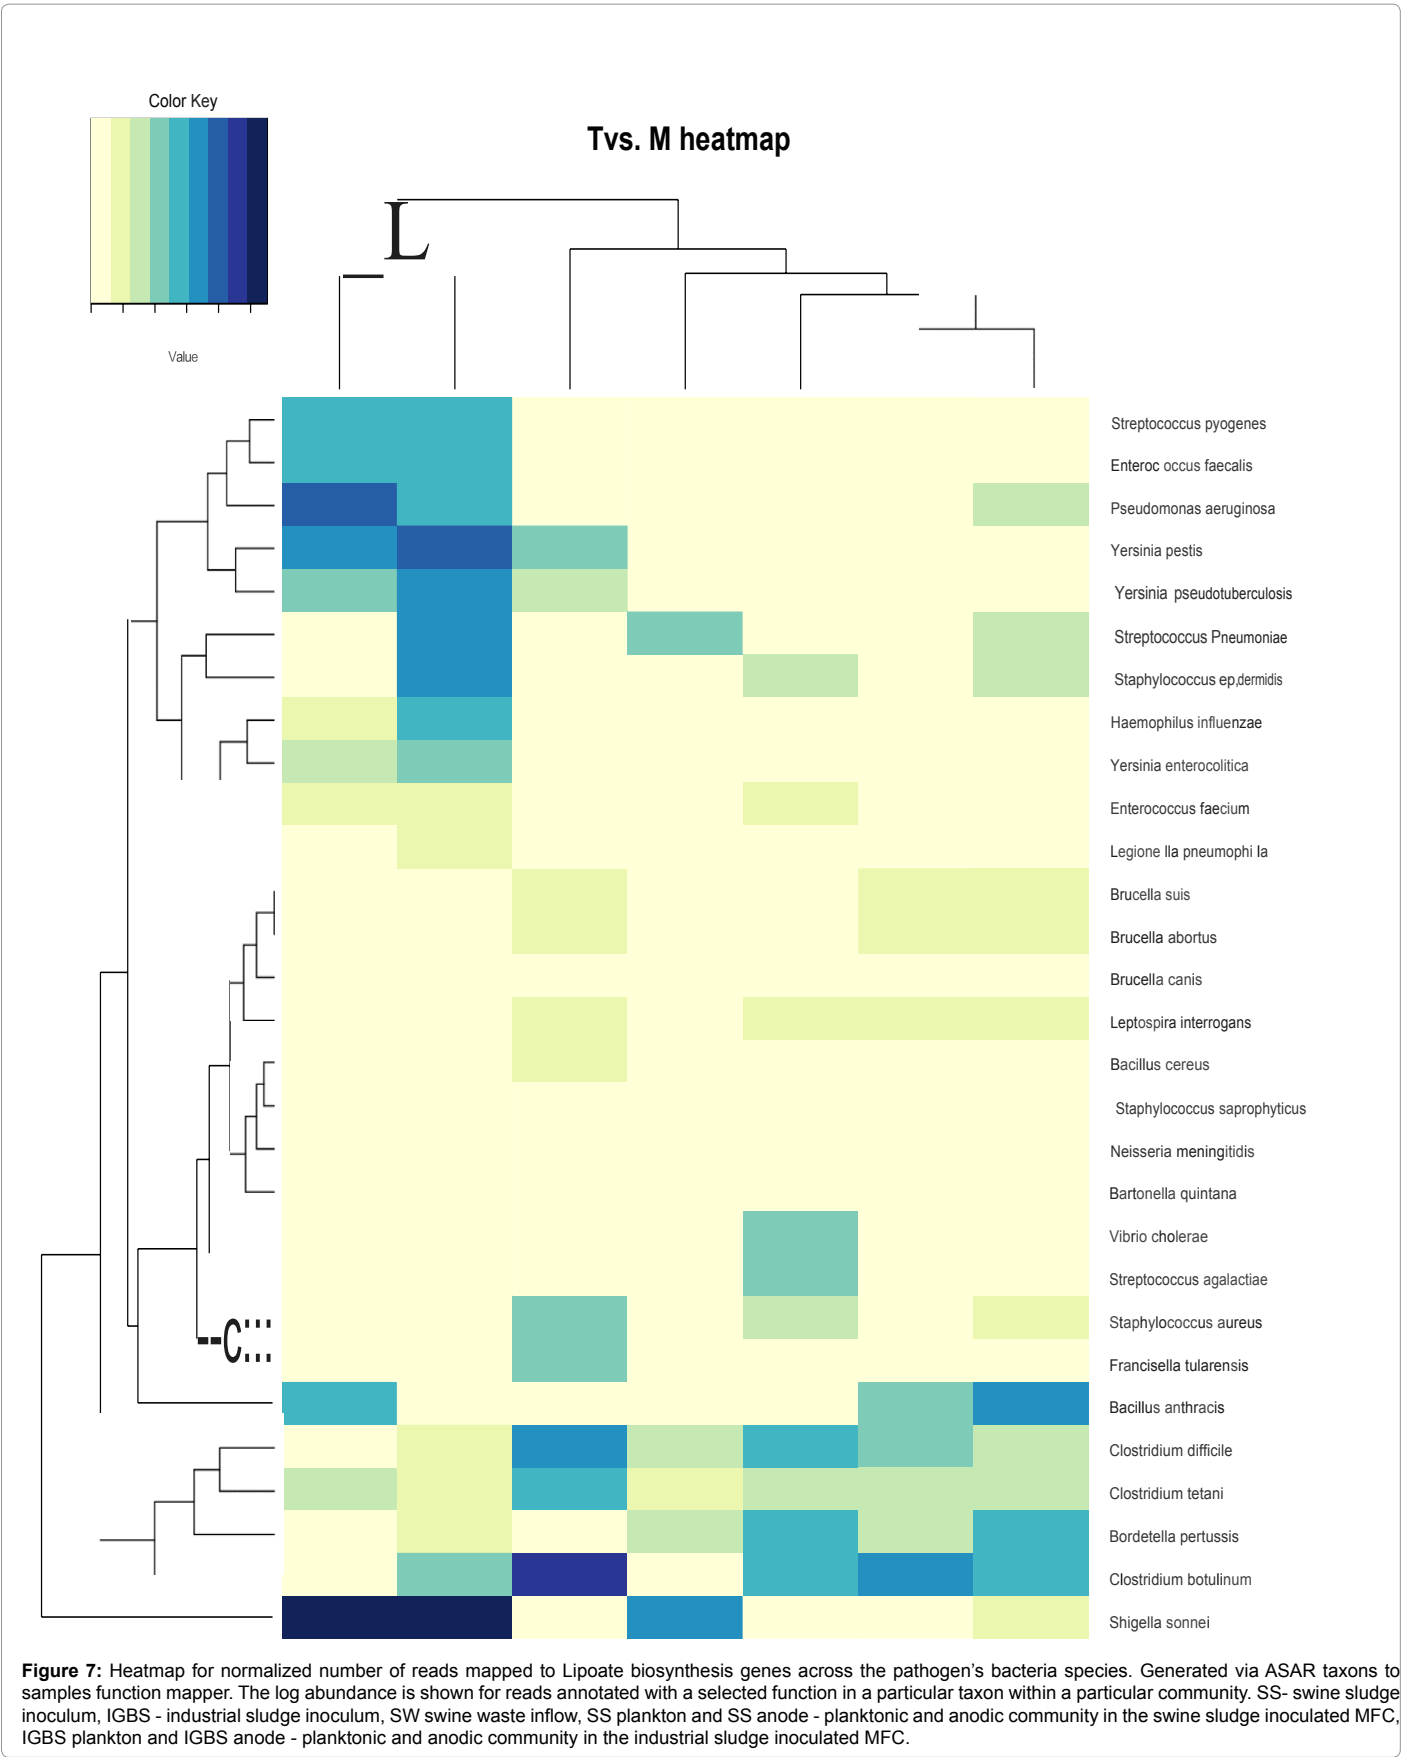 Color Key
Tvs. M heatmap
L
Value
Streptococcus pyogenes
Enteroc occus faecalis
Pseudomonas aeruginosa
Yersinia pestis
Yersinia pseudotuberculosis
Streptococcus Pneumoniae
Staphylococcus ep,dermidis
Haemophilus influenzae
Yersinia enterocolitica
Enterococcus faecium
Legione lla pneumophi la
Brucella suis
Brucella abortus
Brucella canis
Leptospira interrogans
Bacillus cereus
Staphylococcus saprophyticus
Neisseria meningitidis
Bartonella quintana
Vibrio cholerae
Streptococcus agalactiae
Staphylococcus aureus
--C:::
Francisella tularensis
Bacillus anthracis
Clostridium difficile
Clostridium tetani
Bordetella pertussis
Clostridium botulinum
Shigella sonnei
Figure 7: Heatmap for normalized number of reads mapped to Lipoate biosynthesis genes across the pathogen's bacteria species. Generated via ASAR taxons to
samples function mapper. The log abundance is shown for reads annotated with a selected function in a particular taxon within a particular community. SS- swine sludge
inoculum, IGBS - industrial sludge inoculum, SW swine waste inflow, SS plankton and SS anode - planktonic and anodic community in the swine sludge inoculated MFC,
IGBS plankton and IGBS anode - planktonic and anodic community in the industrial sludge inoculated MFC.